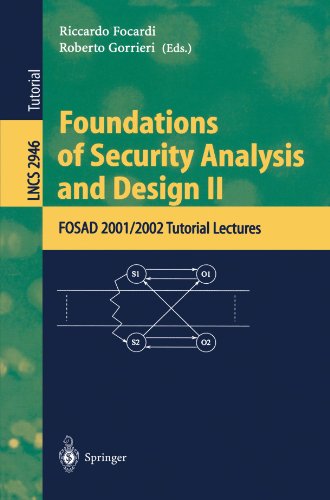 Riccardo Focardi
Roberto Gorrieri (Eds.)
Tutorial
LNCS 2946
Foundations
of Security Analysis
and Design II
FOSAD 2001/2002 Tutorial Lectures
S1
O1
S2
O2
Springer